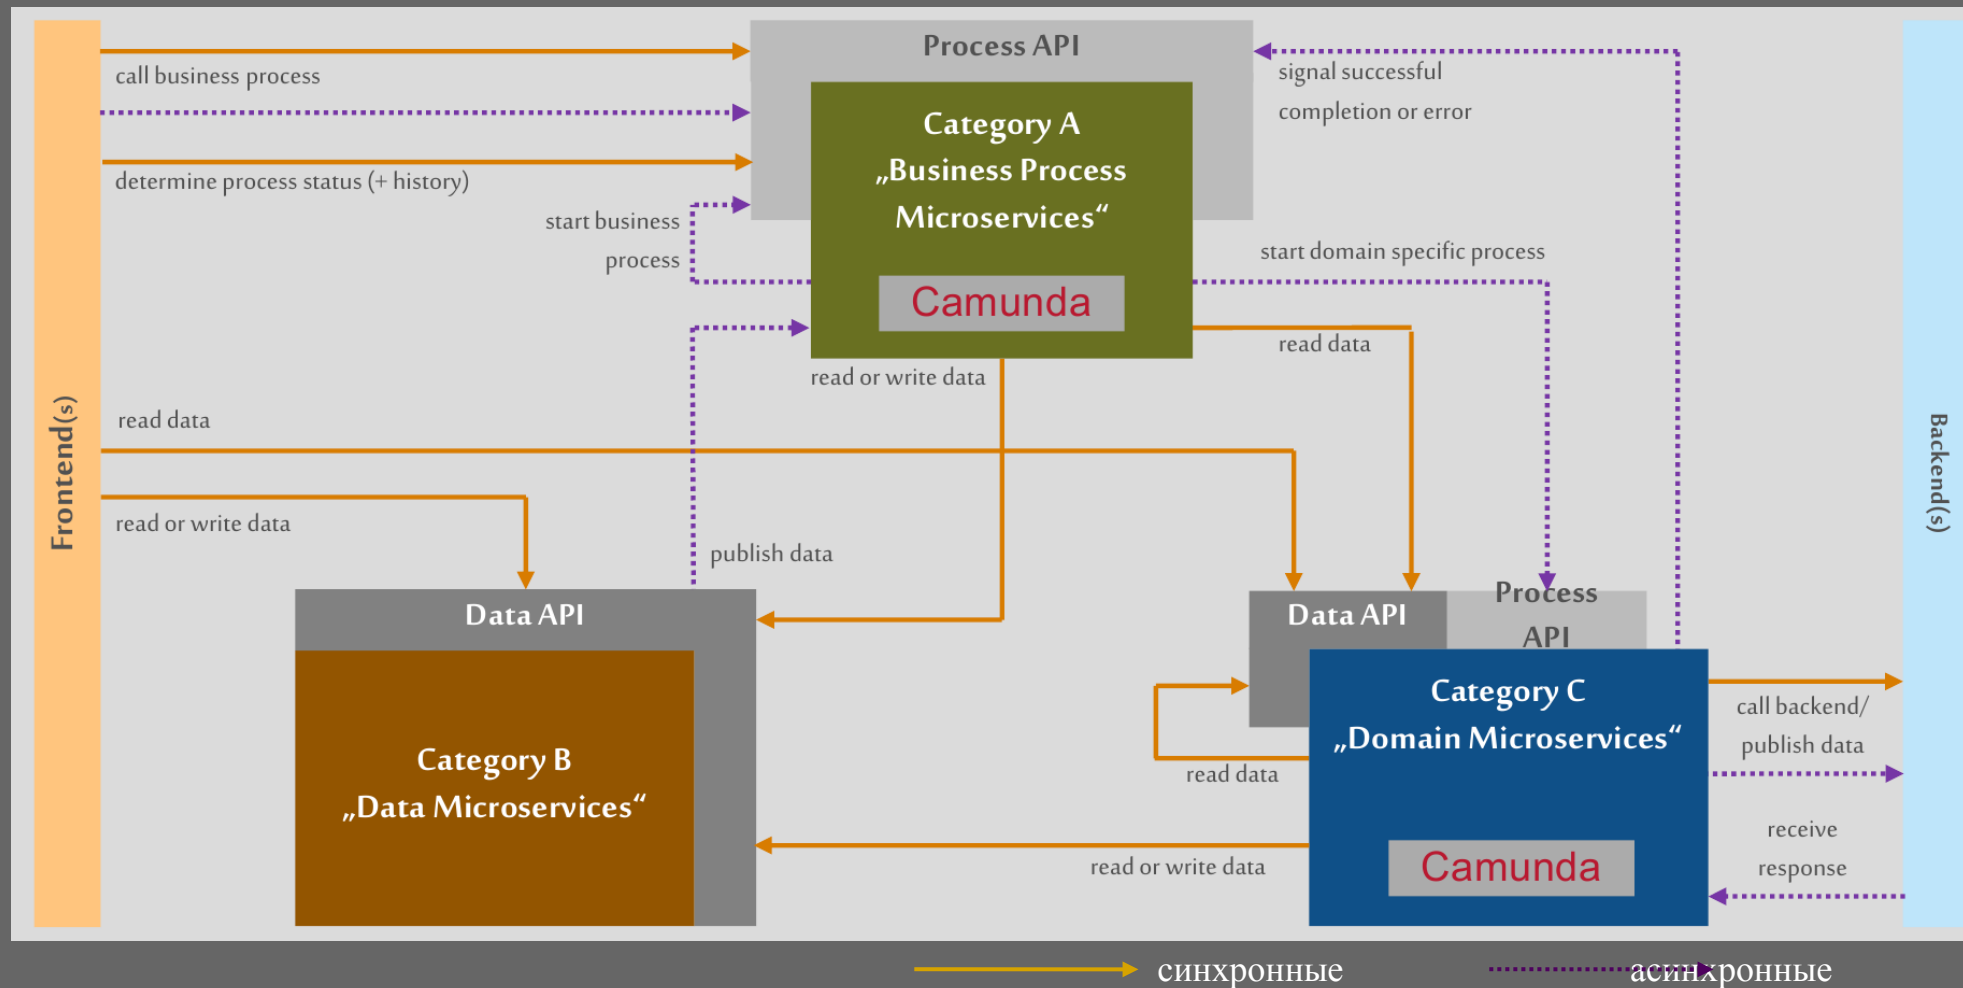 Process API
call business process
signal successful
completion or error
Category A
„Business Process
Microservices“
determine process status (+ history)
start business
process
start domain specific process
Camunda
read data
read or write data
read data
Frontend(s)
Backend(s)
read or write data
publish data
Data API
Data API
Process
API
Category C
„Domain Microservices“
call backend/
publish data
Category B
„Data Microservices“
read data
receive
response
read or write data
Camunda
синхронные
асинхронные